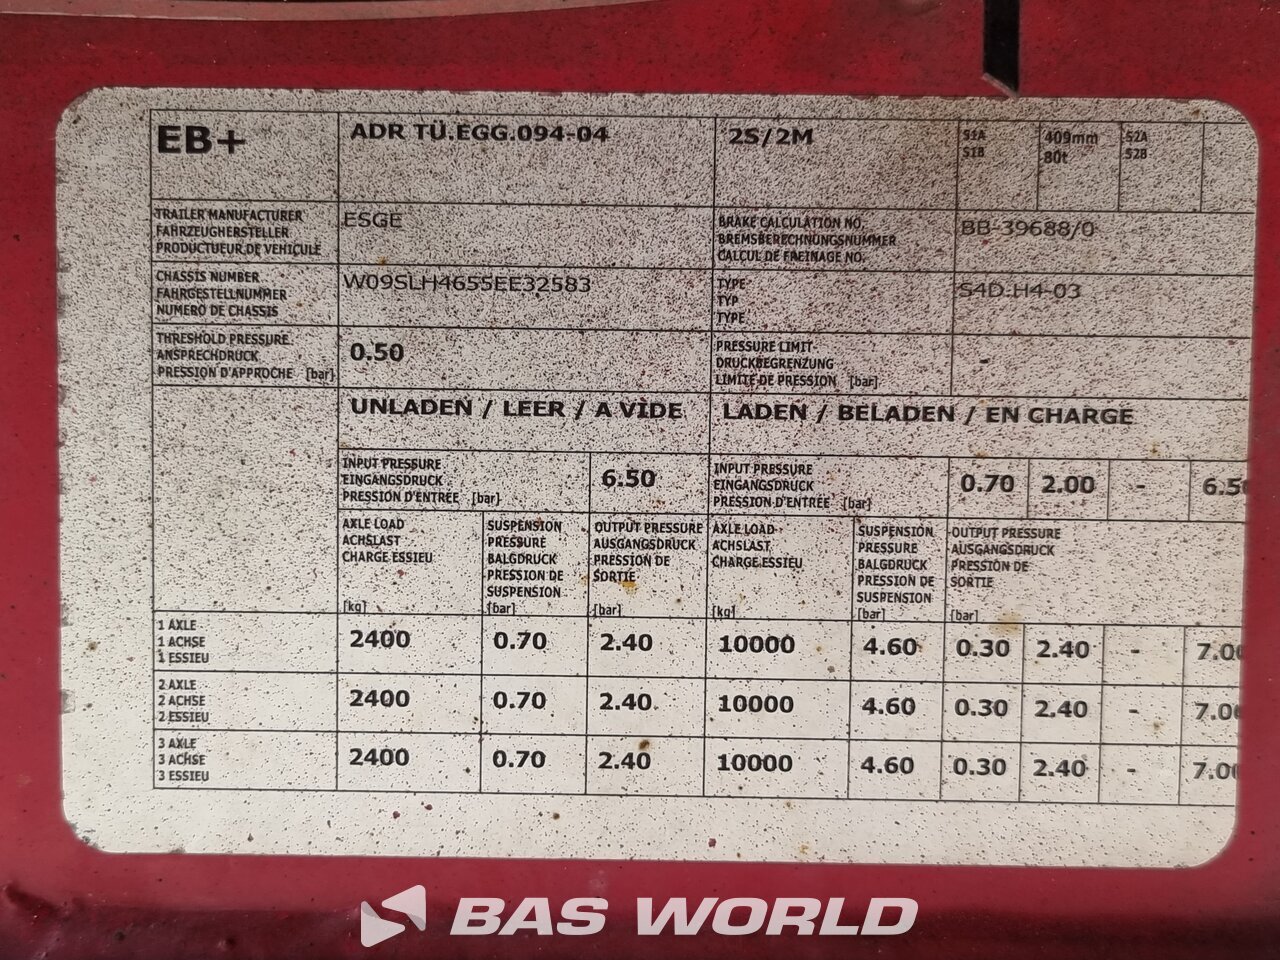 EB+ ADR TÜ.EGG.094-04 2S/2M S1A 409mm S2A
S1B 80t S2B
TRAILER MANUFACTURER
FAHRZEUGHERSTELLER
PRODUCTUEUR DE VEHICULE
ESGE
BRAKE CALCULATION NO.
BREMSBERECHNUNGSNUMMER
CALCUL DE FREINAGE NO.
BB-39688/0
CHASSIS NUMBER
FAHRGESTELLNUMMER
NUMERO DE CHASSIS
W09SLH4655EE32583
TYPE
TYP
TYPE
S4D.H4-03
THRESHOLD PRESSURE
ANSPRECHDRUCK
PRESSION D'APPROCHE [bar]
0.50
PRESSURE LIMIT
DRUCKBEGRENZUNG
LIMITE DE PRESSION [bar]
-
UNLADEN / LEER / A VIDE LADEN / BELADEN / EN CHARGE
INPUT PRESSURE
EINGANGSDRUCK
PRESSION D'ENTRÉE [bar]
6.50
INPUT PRESSURE
EINGANGSDRUCK
PRESSION D'ENTRÉE [bar]
0.70 2.00 - 6.5
AXLE LOAD
ACHSLAST
CHARGE ESSIEU
[kg]
SUSPENSION
PRESSURE
BALGDRUCK
PRESSION DE
SUSPENSION
[bar]
OUTPUT PRESSURE
AUSGANGSDRUCK
PRESSION DE
SORTIE
[bar]
AXLE LOAD
ACHSLAST
CHARGE ESSIEU
[kg]
SUSPENSION
PRESSURE
BALGDRUCK
PRESSION DE
SUSPENSION
[bar]
OUTPUT PRESSURE
AUSGANGSDRUCK
PRESSION DE
SORTIE
[bar]
1 AXLE
1 ACHSE
1 ESSIEU
2400 0.70 2.40 10000 4.60 0.30 2.40 - 7.00
2 AXLE
2 ACHSE
2 ESSIEU
2400 0.70 2.40 10000 4.60 0.30 2.40 - 7.00
3 AXLE
3 ACHSE
3 ESSIEU
2400 0.70 2.40 10000 4.60 0.30 2.40 - 7.00
BAS WORLD